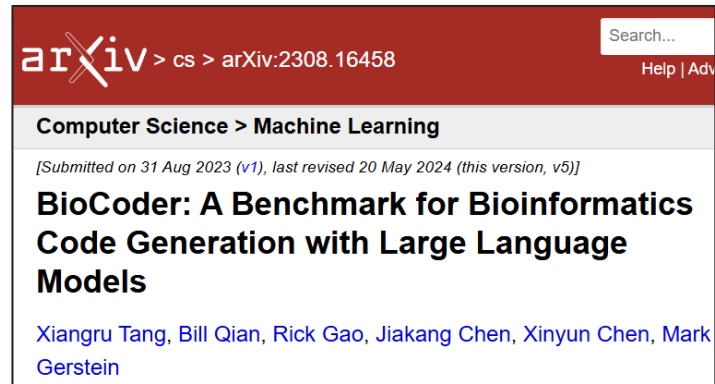 arXiv > cs > arXiv:2308.16458
Search...
Help | Adv
Computer Science > Machine Learning
[Submitted on 31 Aug 2023 (v1), last revised 20 May 2024 (this version, v5)]
BioCoder: A Benchmark for Bioinformatics
Code Generation with Large Language
Models
Xiangru Tang, Bill Qian, Rick Gao, Jiakang Chen, Xinyun Chen, Mark
Gerstein